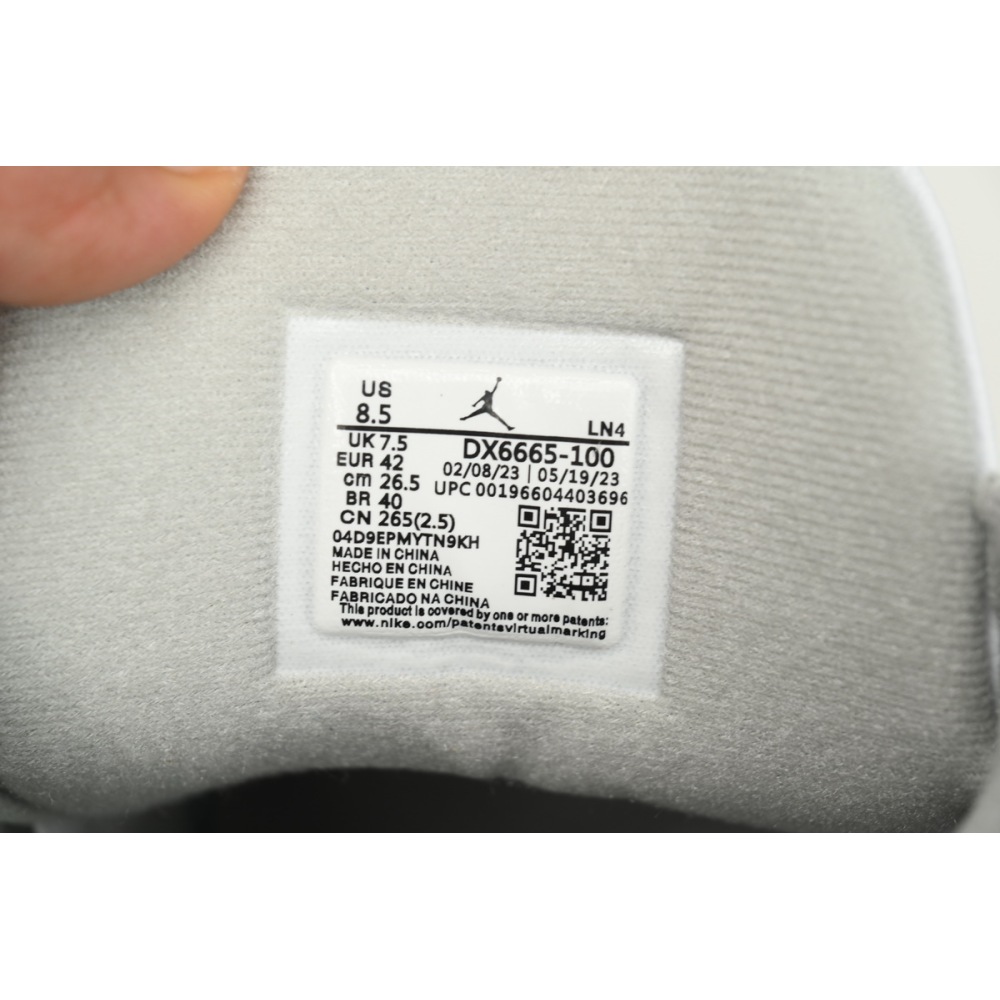 US
8.5
LN4
UK 7.5
EUR 42
cm 26.5
BR 40
CN 265(2.5)
DX6665-100
02/08/23 | 05/19/23
UPC 00196604403696
04D9EPMYTN9KH
MADE IN CHINA
HECHO EN CHINA
FABRIQUE EN CHINE
FABRICADO NA CHINA
This product is covered by one or more patents:
www.nike.com/patentsvirtualmarking